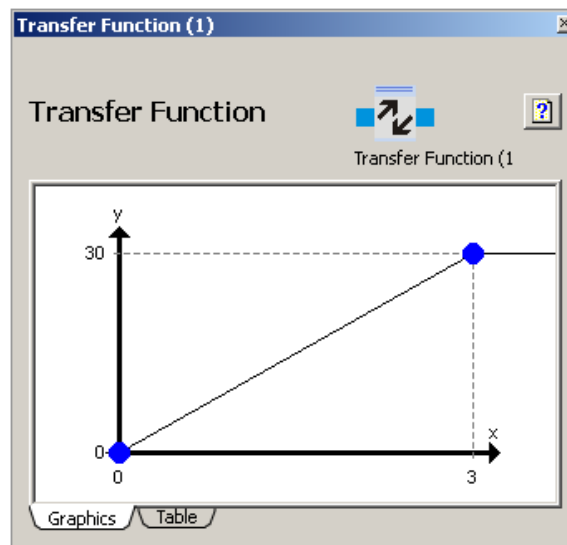 Transfer Function (1)
Transfer Function
?
Transfer Function (1
y
30
0
x
0
3
Graphics
Table